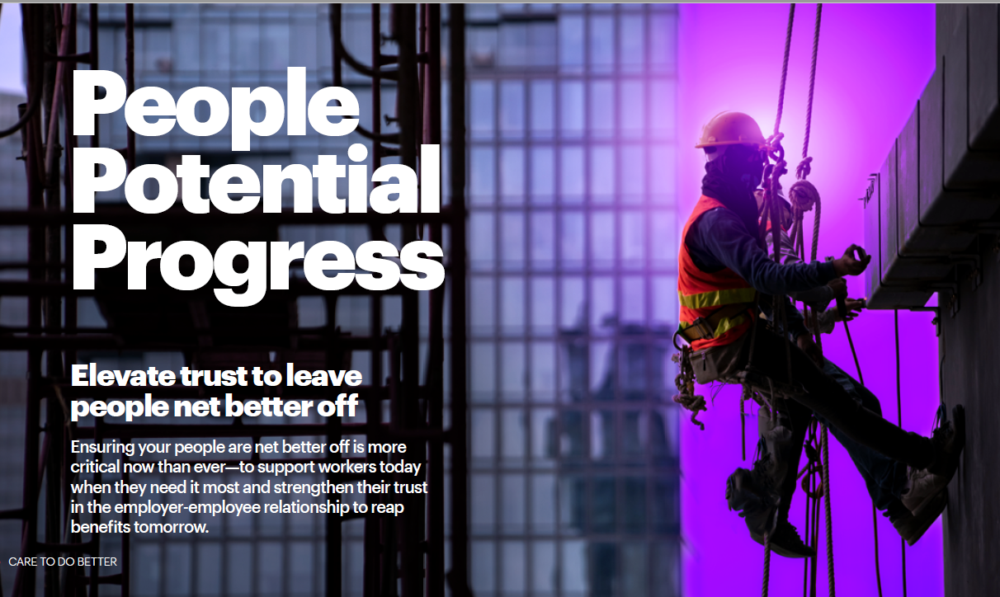 People
Potential
Progress
Elevate trust to leave
people net better off
Ensuring your people are net better off is more
critical now than ever—to support workers today
when they need it most and strengthen their trust
in the employer-employee relationship to reap
benefits tomorrow.
CARE TO DO BETTER